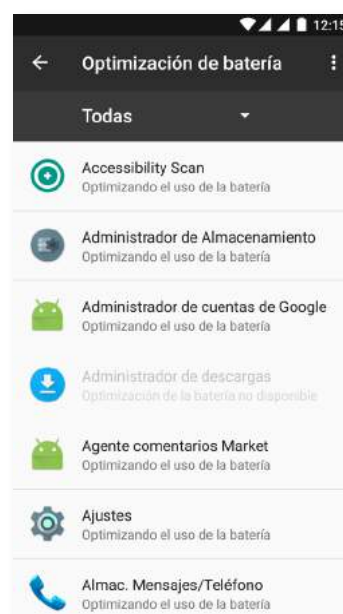 12:15
Optimización de batería
Todas
Accessibility Scan
Optimizando el uso de la batería
Administrador de Almacenamiento
Optimizando el uso de la batería
Administrador de cuentas de Google
Optimizando el uso de la batería
Administrador de descargas
Optimización de la batería no disponible
Agente comentarios Market
Optimizando el uso de la batería
Ajustes
Optimizando el uso de la batería
Almac. Mensajes/Teléfono
Optimizando el uso de la batería